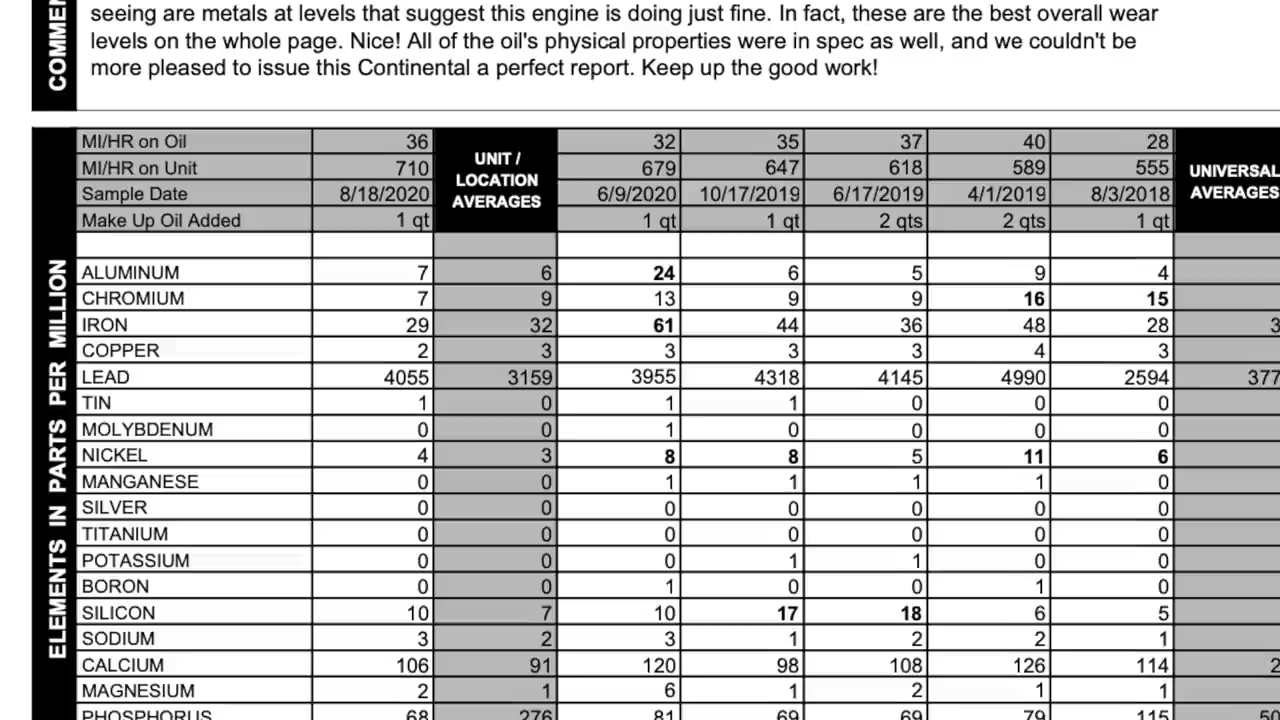 COMMEN
seeing are metals at levels that suggest this engine is doing just fine. In fact, these are the best overall wear
levels on the whole page. Nice! All of the oil's physical properties were in spec as well, and we couldn't be
more pleased to issue this Continental a perfect report. Keep up the good work!
MI/HR on Oil 36 UNIT / LOCATION AVERAGES 32 35 37 40 28 UNIVERSAL AVERAGES
MI/HR on Unit 710 679 647 618 589 555
Sample Date 8/18/2020 6/9/2020 10/17/2019 6/17/2019 4/1/2019 8/3/2018
Make Up Oil Added 1 qt 1 qt 1 qt 2 qts 2 qts 1 qt
ELEMENTS IN PARTS PER MILLION
ALUMINUM 7 6 24 6 5 9 4
CHROMIUM 7 9 13 9 9 16 15
IRON 29 32 61 44 36 48 28 3
COPPER 2 3 3 3 3 4 3
LEAD 4055 3159 3955 4318 4145 4990 2594 377
TIN 1 0 1 1 0 0 0
MOLYBDENUM 0 0 1 0 0 0 0
NICKEL 4 3 8 8 5 11 6
MANGANESE 0 0 1 1 1 1 0
SILVER 0 0 0 0 0 0 0
TITANIUM 0 0 0 0 0 0 0
POTASSIUM 0 0 0 1 1 0 0
BORON 0 0 1 0 0 1 0
SILICON 10 7 10 17 18 6 5
SODIUM 3 2 3 1 2 2 1
CALCIUM 106 91 120 98 108 126 114 2
MAGNESIUM 2 1 6 1 2 1 1
PHOSPHORUS 68 276 81 69 69 79 115 50